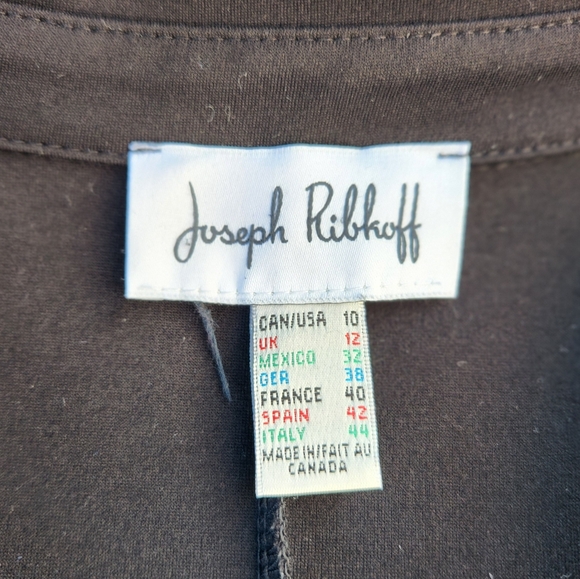 Joseph Ribkoff
CAN/USA 10
UK 12
MEXICO 32
GER 38
FRANCE 40
SPAIN 42
ITALY 44
MADE IN/FAIT AU
CANADA